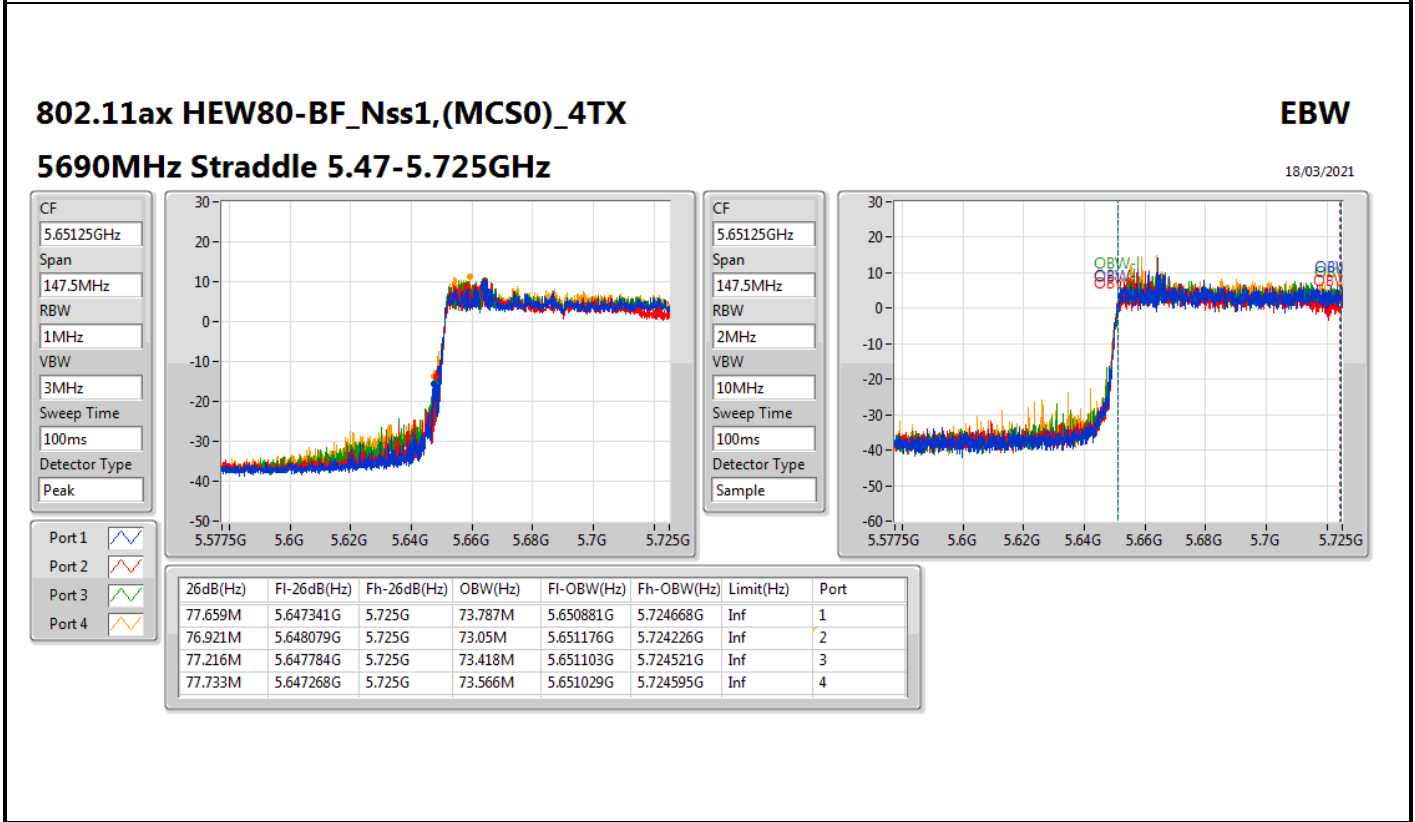 802.11ax HEW80-BF_Nss1,(MCS0)_4TX
EBW
5690MHz Straddle 5.47-5.725GHz
18/03/2021
CF
5.65125GHz
Span
147.5MHz
RBW
1MHz
VBW
3MHz
Sweep Time
100ms
Detector Type
Peak
30
20
10
0
-10
-20
-30
-40
-50
5.5775G 5.6G 5.62G 5.64G 5.66G 5.68G 5.7G 5.725G
CF
5.65125GHz
Span
147.5MHz
RBW
2MHz
VBW
10MHz
Sweep Time
100ms
Detector Type
Sample
30
20
10
0
-10
-20
-30
-40
-50
-60
5.5775G 5.6G 5.62G 5.64G 5.66G 5.68G 5.7G 5.725G
Port 1
Port 2
Port 3
Port 4
26dB(Hz) Fl-26dB(Hz) Fh-26dB(Hz) OBW(Hz) Fl-OBW(Hz) Fh-OBW(Hz) Limit(Hz) Port
77.659M 5.647341G 5.725G 73.787M 5.650881G 5.724668G Inf 1
76.921M 5.648079G 5.725G 73.05M 5.651176G 5.724226G Inf 2
77.216M 5.647784G 5.725G 73.418M 5.651103G 5.724521G Inf 3
77.733M 5.647268G 5.725G 73.566M 5.651029G 5.724595G Inf 4